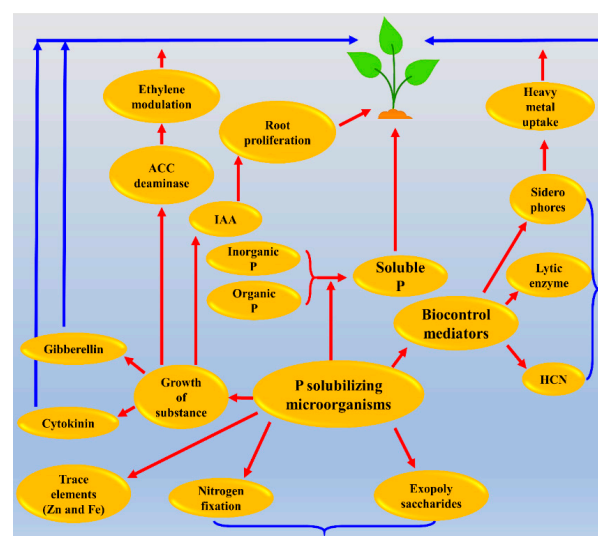 Ethylene
modulation
Heavy
metal
uptake
Root
proliferation
ACC
deaminase
Sidero
phores
IAA
Inorganic
P
Soluble
P
Lytic
enzyme
Organic
P
Biocontrol
mediators
Gibberellin
Growth
of
substance
P solubilizing
microorganisms
HCN
Cytokinin
Trace
elements
(Zn and Fe)
Nitrogen
fixation
Exopoly
saccharides